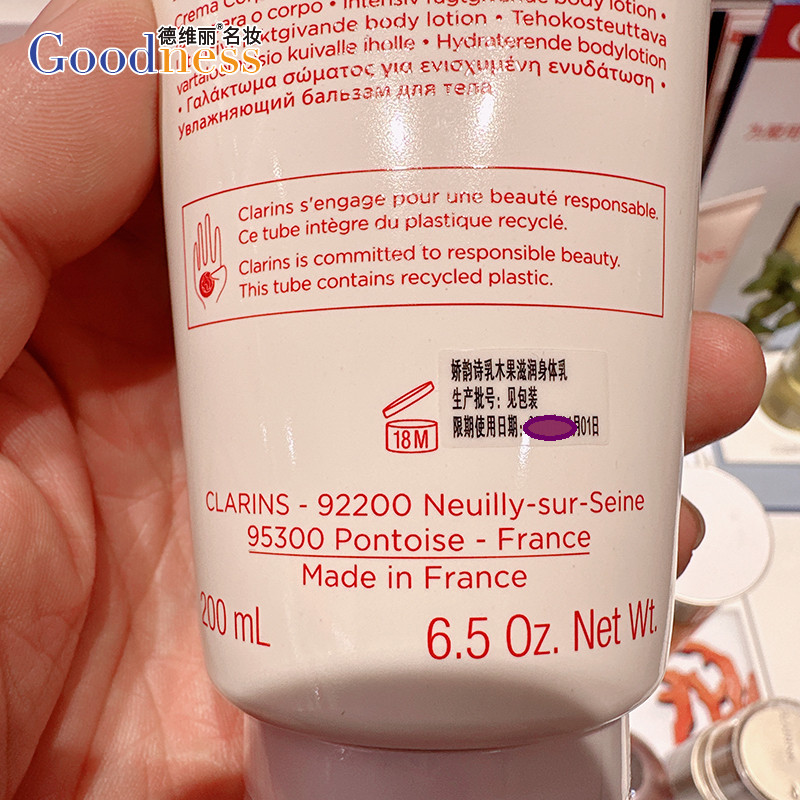 德维丽®名妆
Goodness
Crema
para o corpo • Intensiv fugtgivende body lotion •
body lotion • Tehokosteuttava
vartalo kuivalle iholle • Hydraterende bodylotion
• Γαλάκτωμα σώματος για ενισχυμένη ενυδάτωση •
Увлажняющий бальзам для тела
Clarins s'engage pour une beauté responsable.
Ce tube intègre du plastique recyclé.
Clarins is committed to responsible beauty.
This tube contains recycled plastic.
娇韵诗乳木果滋润身体乳
生产批号：见包装
限期使用日期: 月01日
18M
CLARINS - 92200 Neuilly-sur-Seine
95300 Pontoise - France
Made in France
200 mL
6.5 Oz. Net Wt.